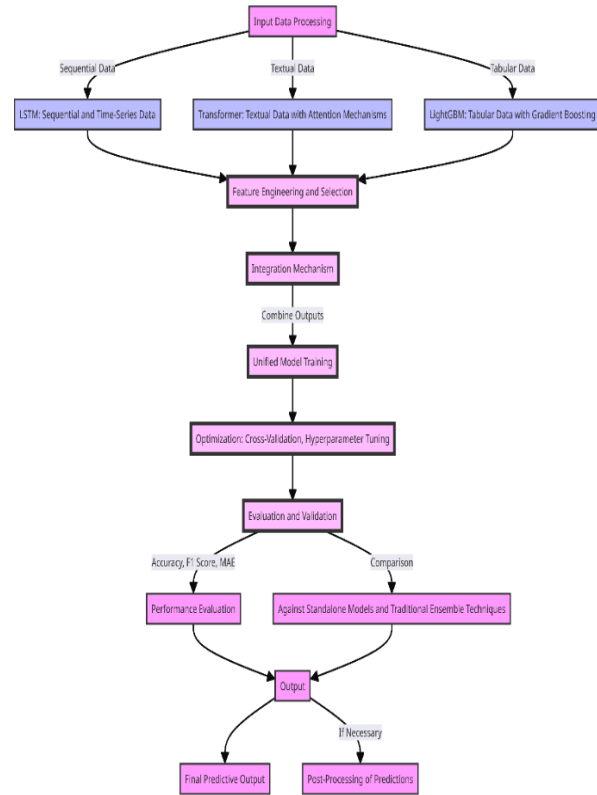 Input Data Processing
Sequential Data
Textual Data
Tabular Data
LSTM: Sequential and Time-Series Data
Transformer: Textual Data with Attention Mechanisms
LightGBM: Tabular Data with Gradient Boosting
Feature Engineering and Selection
Integration Mechanism
Combine Outputs
Unified Model Training
Optimization: Cross-Validation, Hyperparameter Tuning
Evaluation and Validation
Accuracy, F1 Score, MAE
Comparison
Performance Evaluation
Against Standalone Models and Traditional Ensemble Techniques
Output
If Necessary
Final Predictive Output
Post-Processing of Predictions